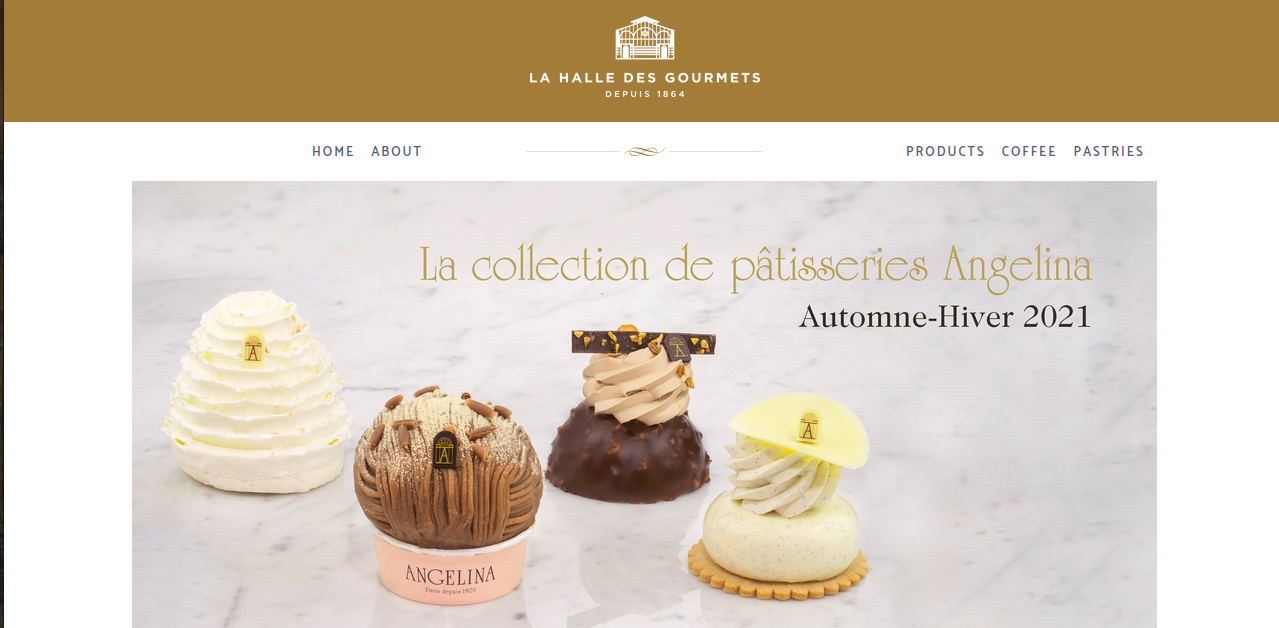 LA HALLE DES GOURMETS
DEPUIS 1864
HOME ABOUT PRODUCTS COFFEE PASTRIES
La collection de pâtisseries Angelina
Automne-Hiver 2021
A
A
A
A
ANGELINA
Paris depuis 1903